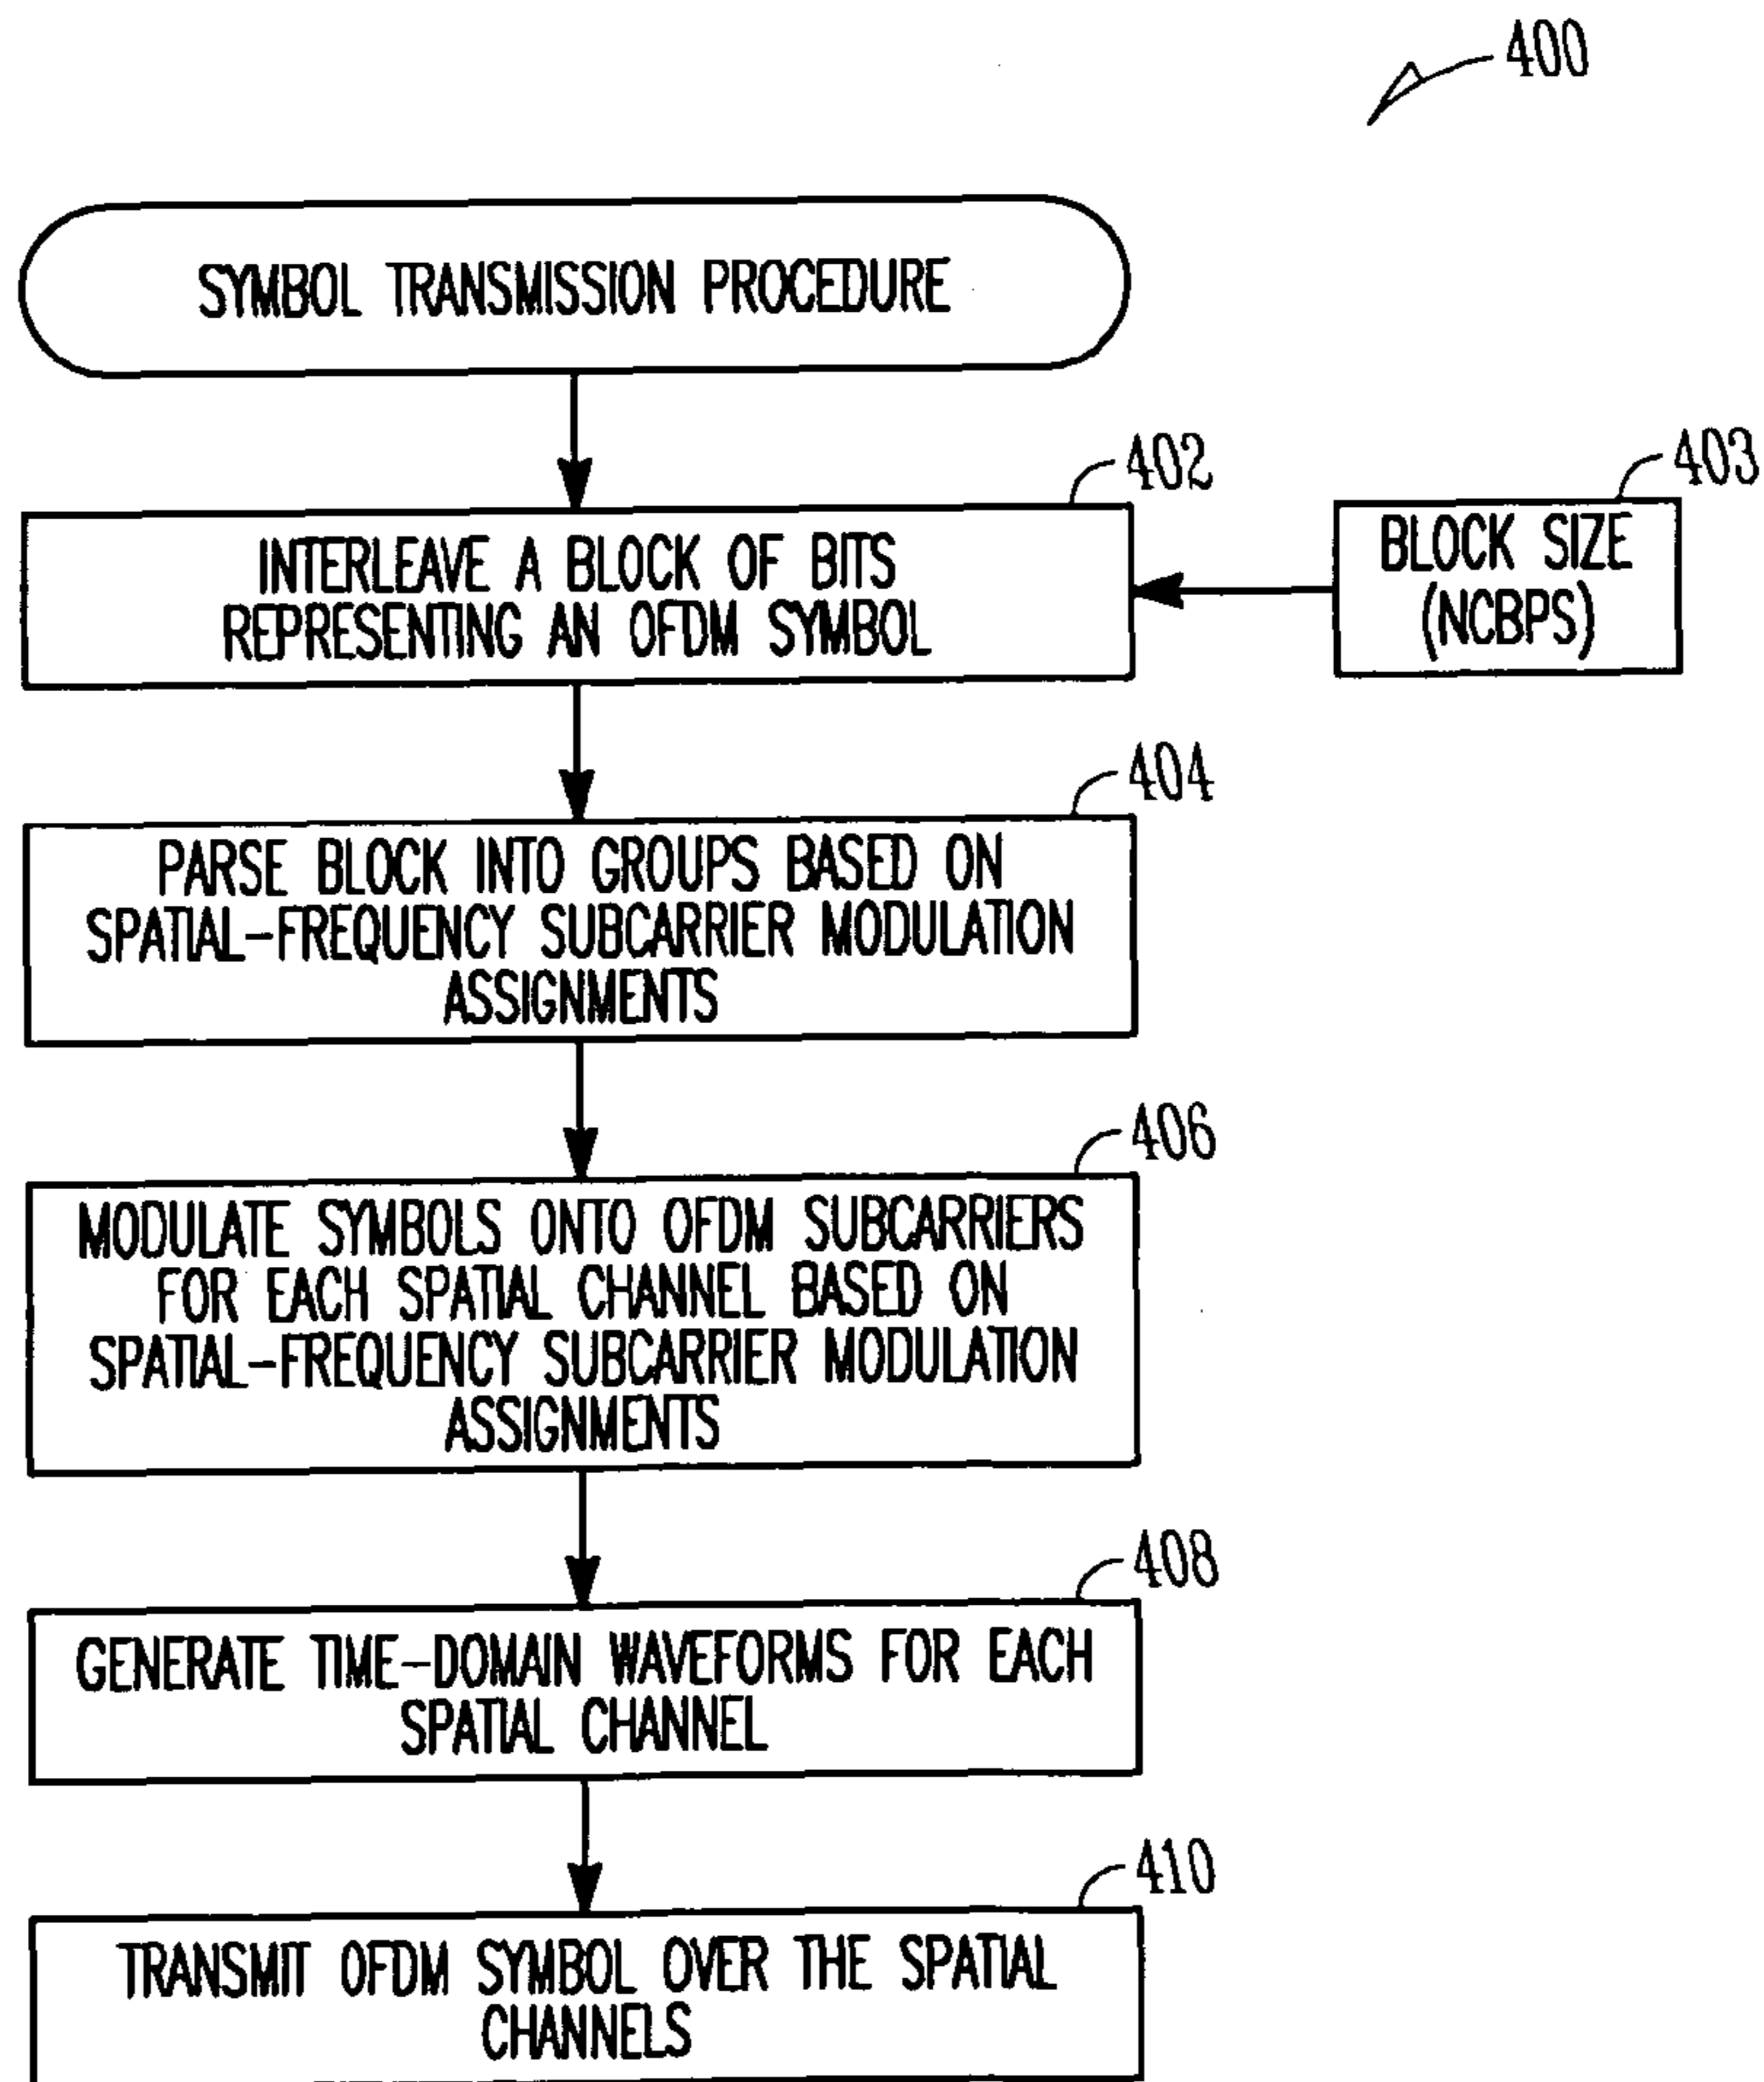 400
SYMBOL TRANSMISSION PROCEDURE
402
403
INTERLEAVE A BLOCK OF BITS
REPRESENTING AN OFDM SYMBOL
BLOCK SIZE
(NCBPS)
404
PARSE BLOCK INTO GROUPS BASED ON
SPATIAL-FREQUENCY SUBCARRIER MODULATION
ASSIGNMENTS
406
MODULATE SYMBOLS ONTO OFDM SUBCARRIERS
FOR EACH SPATIAL CHANNEL BASED ON
SPATIAL-FREQUENCY SUBCARRIER MODULATION
ASSIGNMENTS
408
GENERATE TIME-DOMAIN WAVEFORMS FOR EACH
SPATIAL CHANNEL
410
TRANSMIT OFDM SYMBOL OVER THE SPATIAL
CHANNELS